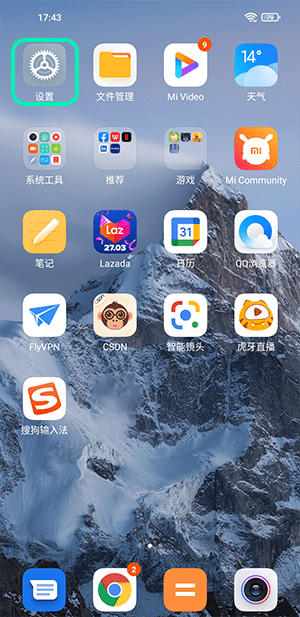 17:43
79
设置
文件管理
9
Mi Video
14°
天气
系统工具
推荐
游戏
mi
Mi Community
笔记
Laz
27.03
Lazada
31
日历
QQ浏览器
FlyVPN
CSDN
CSDN
智能镜头
虎牙直播
S
搜狗输入法
2